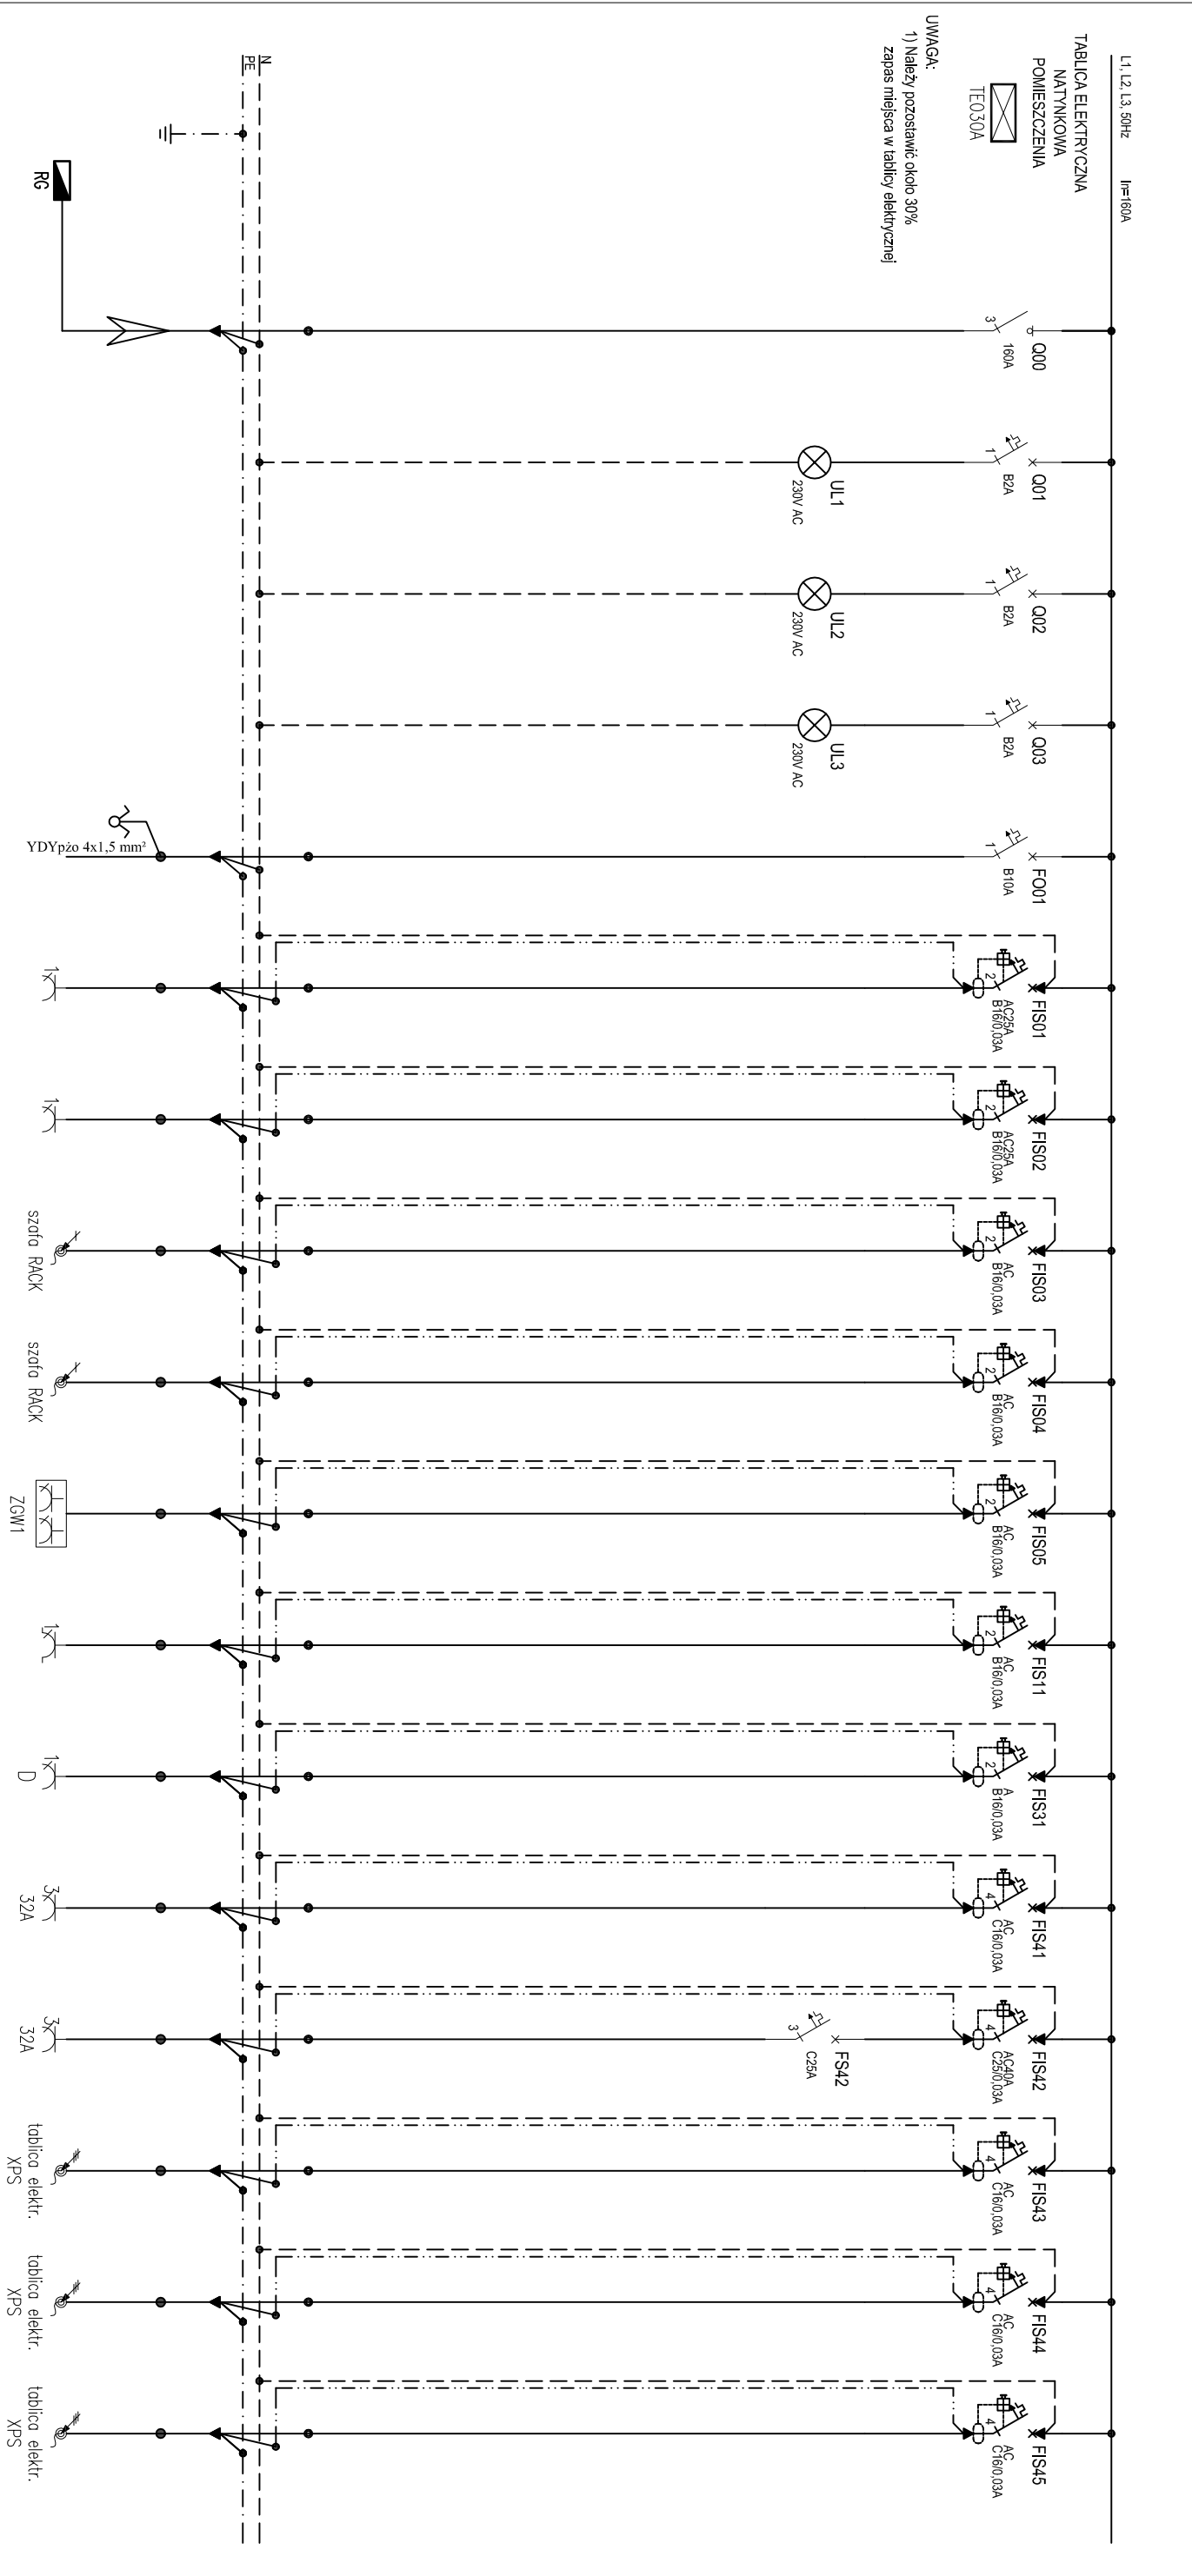 L1, L2, L3, 50Hz In=160A
TABLICA ELEKTRYCZNA
NATYNKOWA
POMIESZCZENIA
TE030A
UWAGA:
1) Należy pozostawić około 30%
zapas miejsca w tablicy elektrycznej
N
PE
RG
Q00
3
160A
Q01
1
B2A
UL1
230V AC
Q02
1
B2A
UL2
230V AC
Q03
1
B2A
UL3
230V AC
FO01
1
B10A
YDYpżo 4x1,5 mm²
FIS01
2
AC25A
B16/0,03A
1x
FIS02
2
AC25A
B16/0,03A
1x
FIS03
2
AC
B16/0,03A
szafa RACK
FIS04
2
AC
B16/0,03A
szafa RACK
FIS05
2
AC
B16/0,03A
ZGW1
FIS11
2
AC
B16/0,03A
1x
FIS31
2
A
B16/0,03A
1x
D
FIS41
4
AC
C16/0,03A
3x
32A
FIS42
4
AC40A
C25/0,03A
FS42
3
C25A
3x
32A
FIS43
4
AC
C16/0,03A
tablica elektr.
XPS
FIS44
4
AC
C16/0,03A
tablica elektr.
XPS
FIS45
4
AC
C16/0,03A
tablica elektr.
XPS